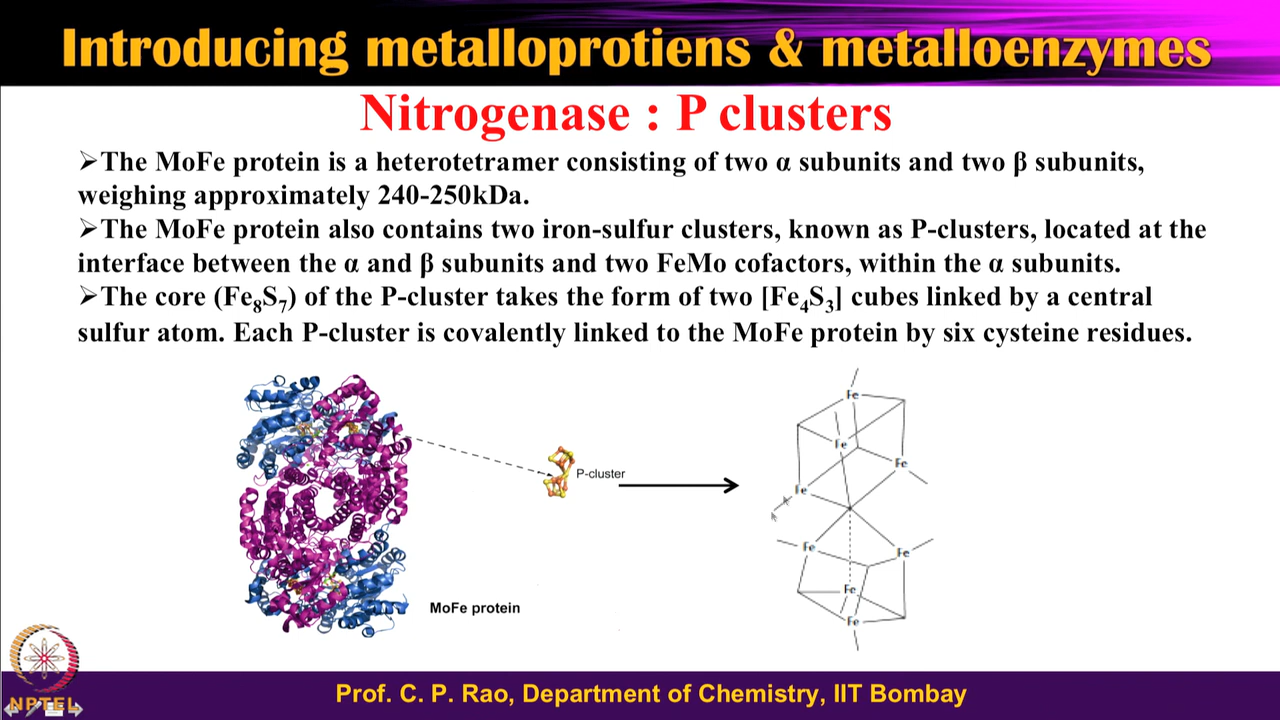 Introducing metalloprotiens & metalloenzymes
Nitrogenase : P clusters
➢The MoFe protein is a heterotetramer consisting of two α subunits and two β subunits,
weighing approximately 240-250kDa.
➢The MoFe protein also contains two iron-sulfur clusters, known as P-clusters, located at the
interface between the α and β subunits and two FeMo cofactors, within the α subunits.
➢The core (Fe₈S₇) of the P-cluster takes the form of two [Fe₄S₃] cubes linked by a central
sulfur atom. Each P-cluster is covalently linked to the MoFe protein by six cysteine residues.
Fe
Fe
Fe
P-cluster
Fe
Fe
Fe
Fe
MoFe protein
Fe
NPTEL
Prof. C. P. Rao, Department of Chemistry, IIT Bombay